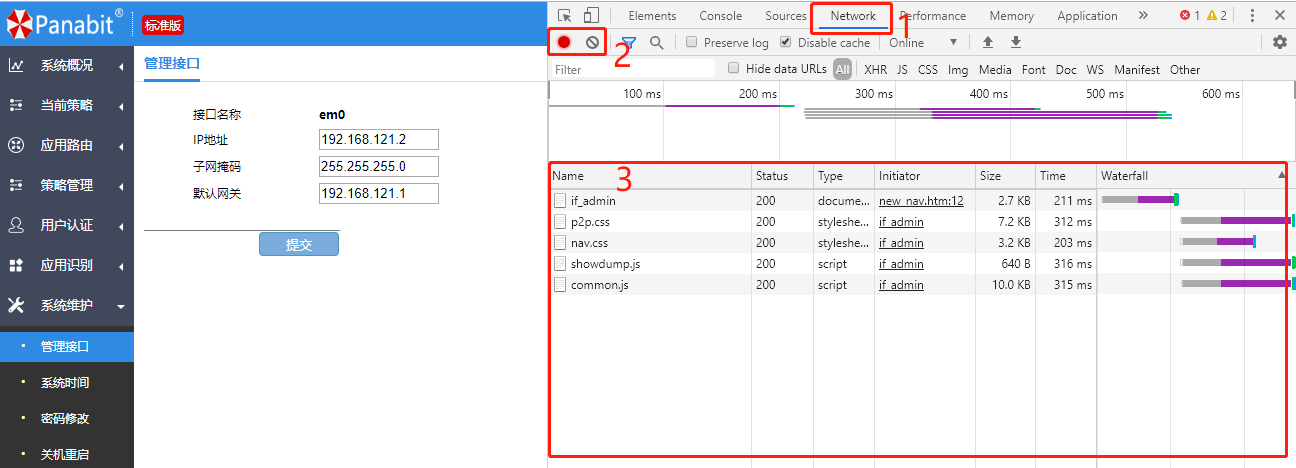 Panabit®
标准版
系统概况
当前策略
应用路由
策略管理
用户认证
应用识别
系统维护
管理接口
系统时间
密码修改
关机重启
管理接口
接口名称 em0
IP地址 192.168.121.2
子网掩码 255.255.255.0
默认网关 192.168.121.1
提交
Elements Console Sources Network Performance Memory Application » 1 2
1
2
Preserve log Disable cache Online
Filter Hide data URLs All XHR JS CSS Img Media Font Doc WS Manifest Other
100 ms 200 ms 300 ms 400 ms 500 ms 600 ms
3
Name Status Type Initiator Size Time Waterfall
if_admin 200 docume... new_nav.htm:12 2.7 KB 211 ms
p2p.css 200 styleshe... if_admin 7.2 KB 312 ms
nav.css 200 styleshe... if_admin 3.2 KB 203 ms
showdump.js 200 script if_admin 640 B 316 ms
common.js 200 script if_admin 10.0 KB 315 ms